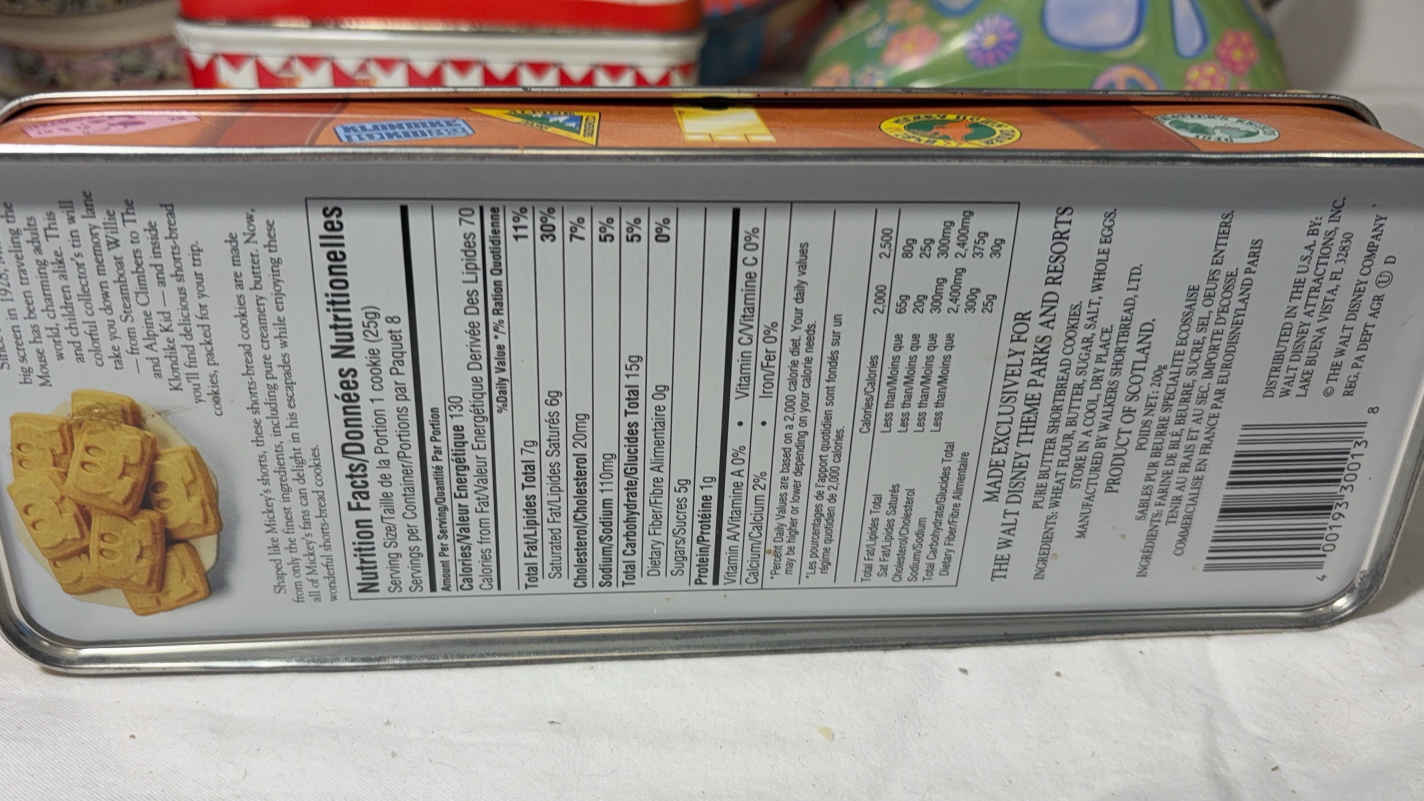 big screen in 1928,
Mouse has been traveling the
world, charming adults
and children alike. This
colorful collector's tin will
take you down memory lane
— from Steamboat Willie
and Alpine Climbers to The
Klondike Kid — and inside
you'll find delicious shorts-bread
cookies, packed for your trip.
Shaped like Mickey's shorts, these shorts-bread cookies are made
from only the finest ingredients, including pure creamery butter. Now,
all of Mickey's fans can delight in his escapades while enjoying these
wonderful shorts-bread cookies.
Nutrition Facts/Données Nutritionelles
Serving Size/Taille de la Portion 1 cookie (25g)
Servings per Container/Portions par Paquet 8
Amount Per Serving/Quantité Par Portion
Calories/Valeur Energétique 130
Calories from Fat/Valeur Energétique Derivée Des Lipides 70
%Daily Value */% Ration Quotidienne
Total Fat/Lipides Total 7g 11%
Saturated Fat/Lipides Saturés 6g 30%
Cholesterol/Cholesterol 20mg 7%
Sodium/Sodium 110mg 5%
Total Carbohydrate/Glucides Total 15g 5%
Dietary Fiber/Fibre Alimentaire 0g 0%
Sugars/Sucres 5g
Protein/Protéine 1g
Vitamin A/Vitamine A 0% • Vitamin C/Vitamine C 0%
Calcium/Calcium 2% • Iron/Fer 0%
*Percent Daily Values are based on a 2,000 calorie diet. Your daily values
may be higher or lower depending on your calorie needs.
*Les pourcentages de l'apport quotidien sont fondés sur un
régime quotidien de 2,000 calories.
Calories/Calories 2,000 2,500
Total Fat/Lipides Total Less than/Moins que 65g 80g
Sat Fat/Lipides Saturés Less than/Moins que 20g 25g
Cholesterol/Cholesterol Less than/Moins que 300mg 300mg
Sodium/Sodium Less than/Moins que 2,400mg 2,400mg
Total Carbohydrate/Glucides Total 300g 375g
Dietary Fiber/Fibre Alimentaire 25g 30g
MADE EXCLUSIVELY FOR
THE WALT DISNEY THEME PARKS AND RESORTS
PURE BUTTER SHORTBREAD COOKIES.
INGREDIENTS: WHEAT FLOUR, BUTTER, SUGAR, SALT, WHOLE EGGS.
STORE IN A COOL, DRY PLACE.
MANUFACTURED BY WALKERS SHORTBREAD, LTD.
PRODUCT OF SCOTLAND.
POIDS NET: 200g
SABLES PUR BEURRE SPECIALITE ECOSSAISE
INGRÉDIENTS: FARINE DE BLÉ, BEURRE, SUCRE, SEL, OEUFS ENTIERS.
TENIR AU FRAIS ET AU SEC. IMPORTE D'ECOSSE.
COMMERCIALISE EN FRANCE PAR EURODISNEYLAND PARIS
DISTRIBUTED IN THE U.S.A. BY:
WALT DISNEY ATTRACTIONS, INC.
LAKE BUENA VISTA, FL 32830
© THE WALT DISNEY COMPANY
REG, PA DEPT AGR Ⓤ D
4 00193 30013 8